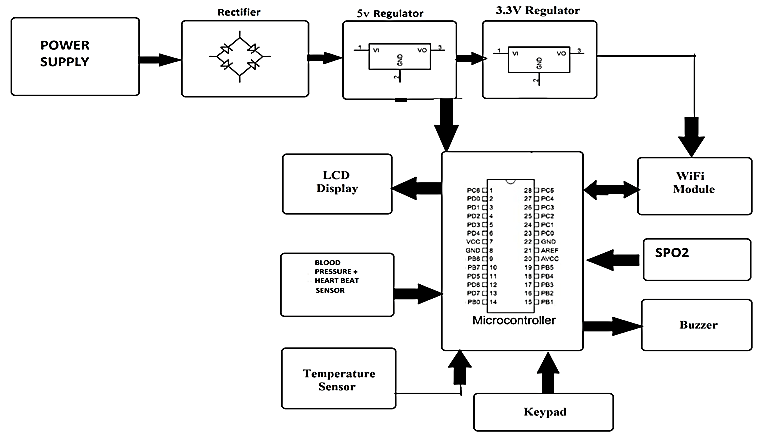 Rectifier
5v Regulator
3.3V Regulator
POWER
SUPPLY
1 VI VO 3
GND
2
1 VI VO 3
GND
2
LCD
Display
WiFi
Module
PC6 1 28 PC5
PD0 2 27 PC4
PD1 3 26 PC3
PD2 4 25 PC2
PD3 5 24 PC1
PD4 6 23 PC0
VCC 7 22 GND
GND 8 21 AREF
PB6 9 20 AVCC
PB7 10 19 PB5
PD5 11 18 PB4
PD6 12 17 PB3
PD7 13 16 PB2
PB0 14 15 PB1
Microcontroller
SPO2
BLOOD
PRESSURE +
HEART BEAT
SENSOR
Buzzer
Temperature
Sensor
Keypad